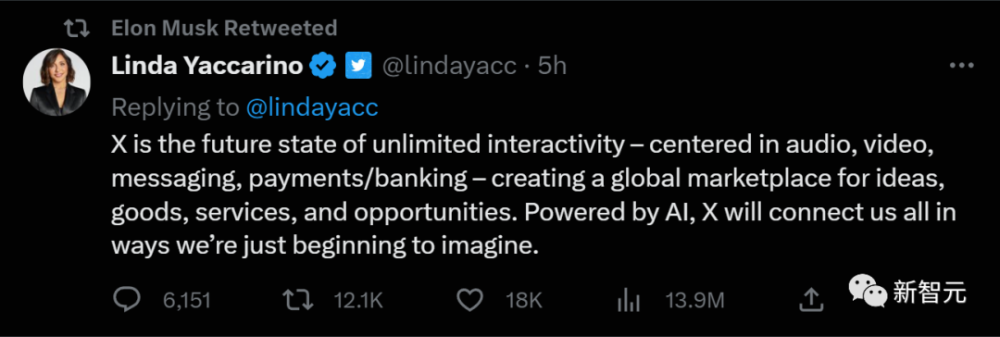 Elon Musk Retweeted
Linda Yaccarino @lindayacc · 5h
Replying to @lindayacc
X is the future state of unlimited interactivity – centered in audio, video,
messaging, payments/banking – creating a global marketplace for ideas,
goods, services, and opportunities. Powered by AI, X will connect us all in
ways we’re just beginning to imagine.
6,151 12.1K 18K 13.9M
新智元